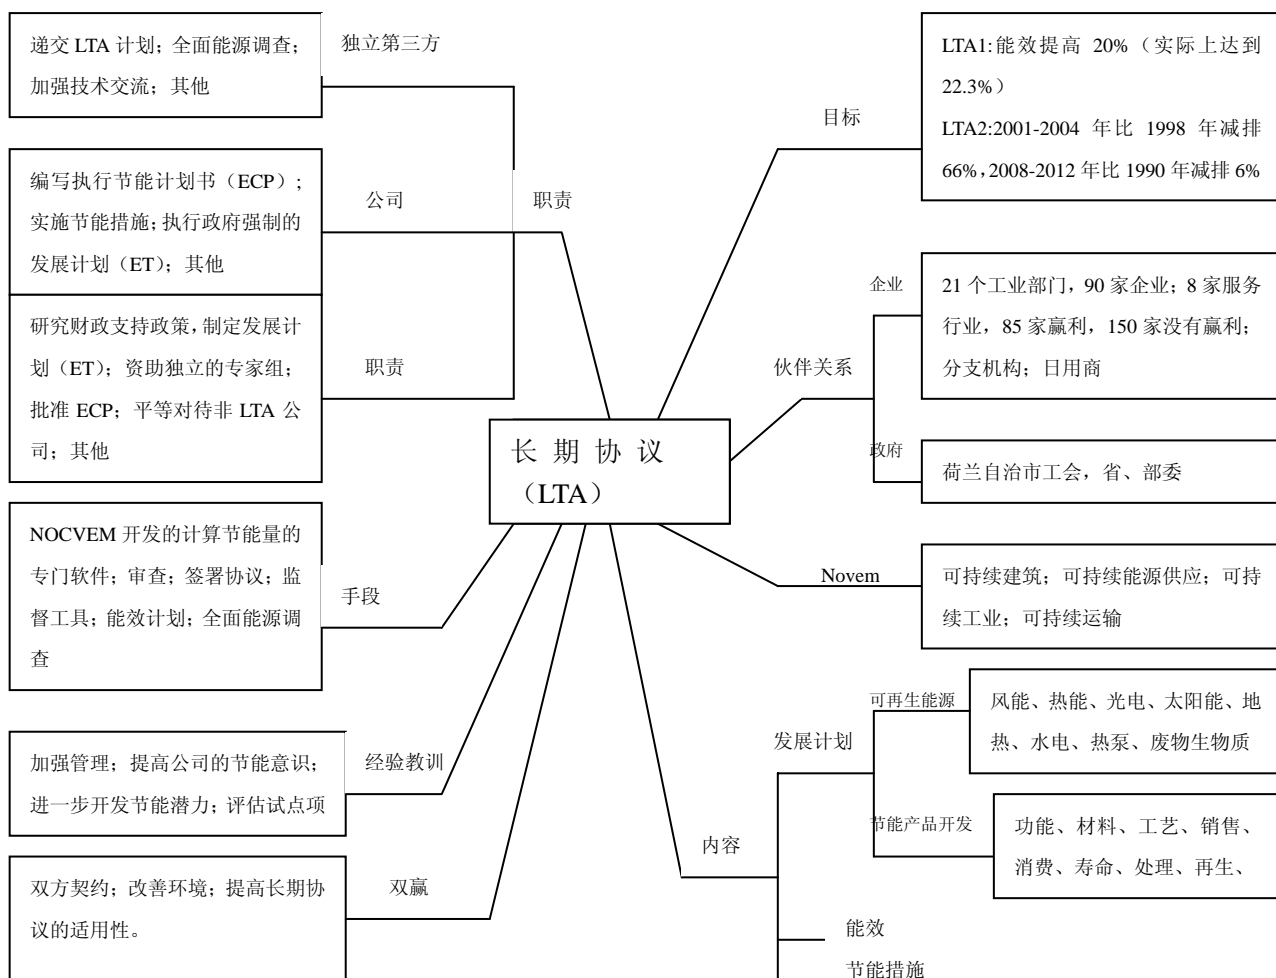 递交 LTA 计划；全面能源调查；
加强技术交流；其他
独立第三方
编写执行节能计划书（ECP）；
实施节能措施；执行政府强制的
发展计划（ET）；其他
公司
职责
研究财政支持政策，制定发展计
划（ET）；资助独立的专家组；
批准 ECP；平等对待非 LTA 公
司；其他
职责
长期协议
（LTA）
NOCVEM 开发的计算节能量的
专门软件；审查；签署协议；监
督工具；能效计划；全面能源调
查
手段
加强管理；提高公司的节能意识；
进一步开发节能潜力；评估试点项
经验教训
双方契约；改善环境；提高长期协
议的适用性。
双赢
目标
LTA1:能效提高 20%（实际上达到
22.3%）
LTA2:2001-2004 年比 1998 年减排
66%，2008-2012 年比 1990 年减排 6%
伙伴关系
企业
21 个工业部门，90 家企业；8 家服务
行业，85 家赢利，150 家没有赢利；
分支机构；日用商
政府
荷兰自治市工会，省、部委
Novem
可持续建筑；可持续能源供应；可持
续工业；可持续运输
内容
发展计划
可再生能源
风能、热能、光电、太阳能、地
热、水电、热泵、废物生物质
节能产品开发
功能、材料、工艺、销售、
消费、寿命、处理、再生、
能效
节能措施